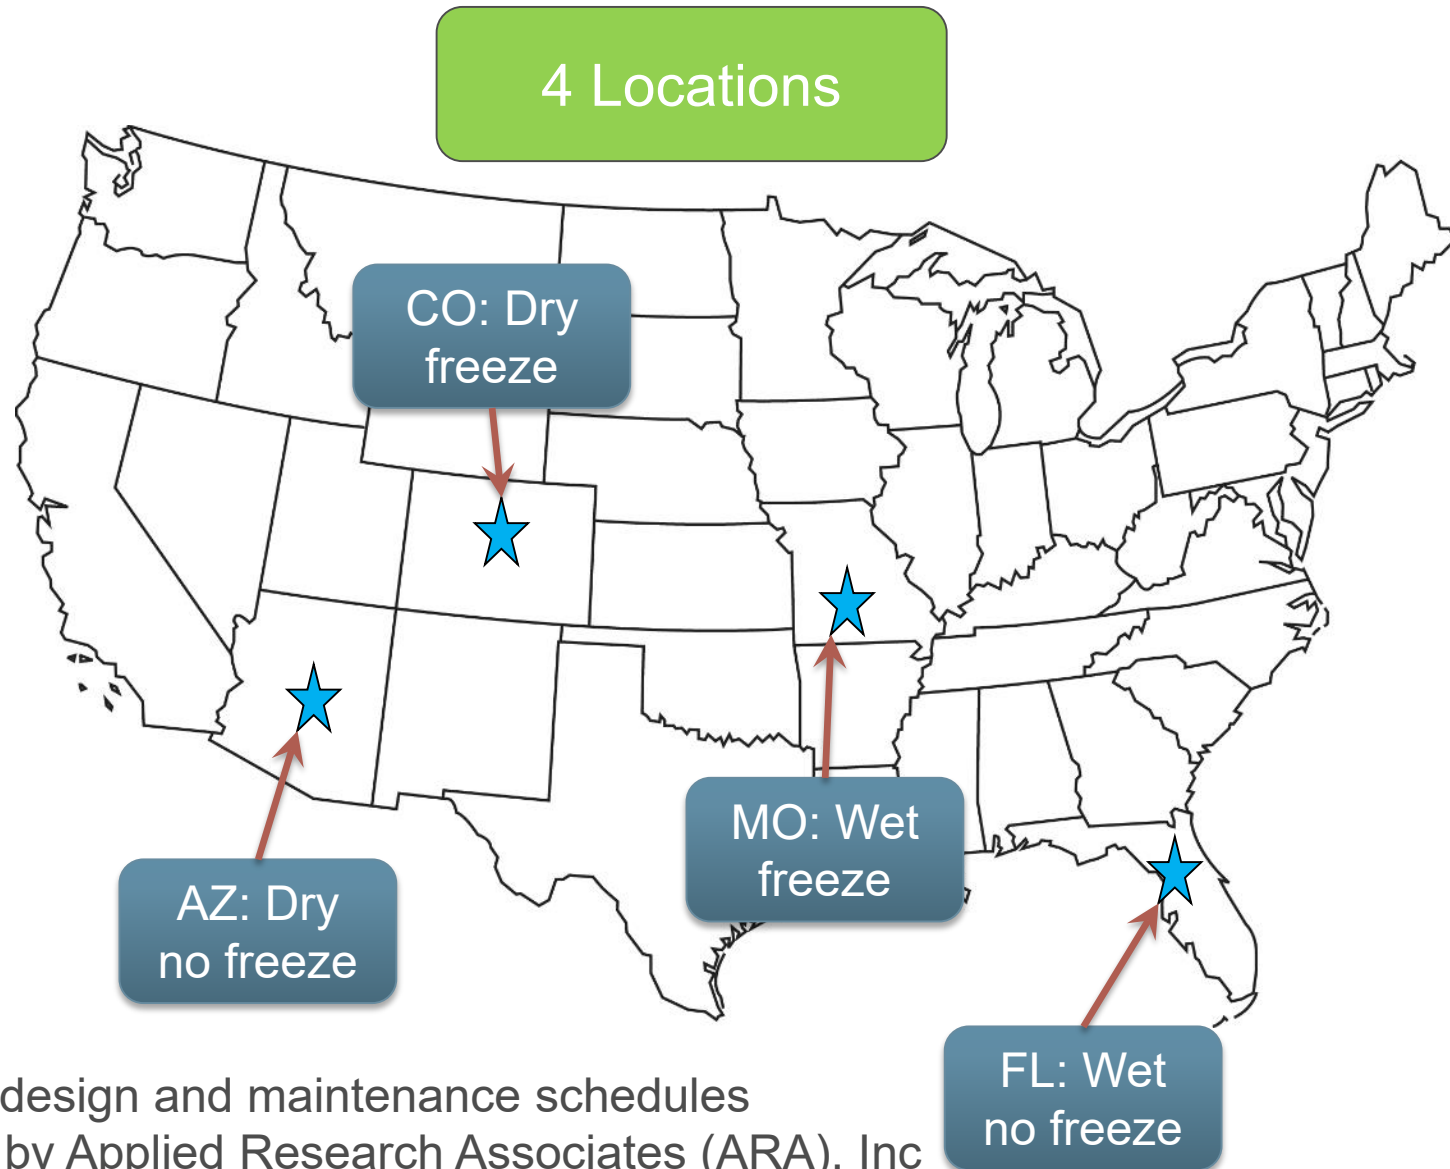 4 Locations
CO: Dry
freeze
MO: Wet
freeze
AZ: Dry
no freeze
FL: Wet
no freeze
design and maintenance schedules
by Applied Research Associates (ARA), Inc